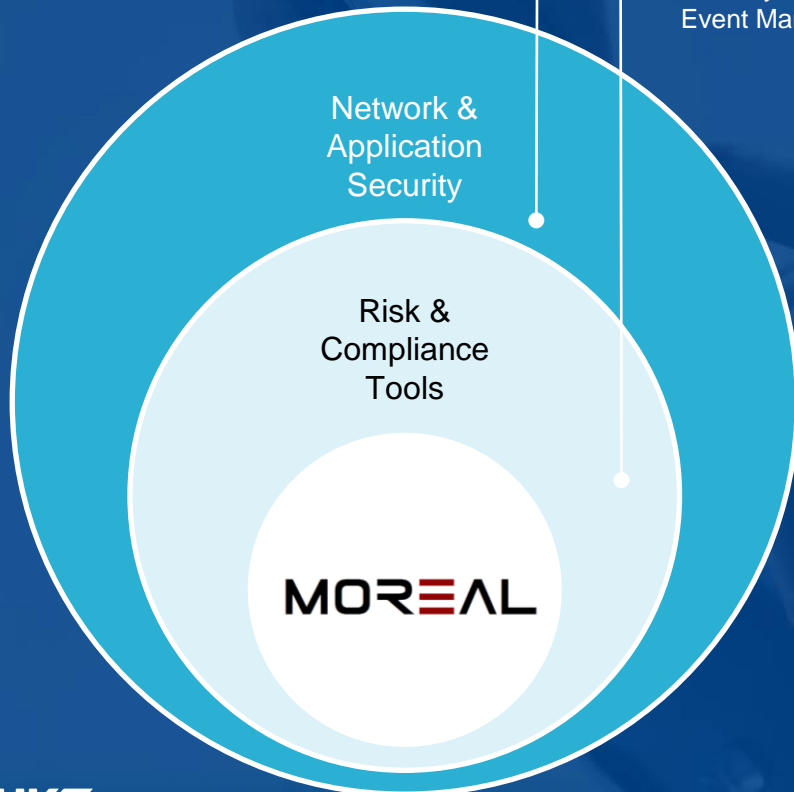 Event Ma
Network &
Application
Security
Risk &
Compliance
Tools
MOREAL